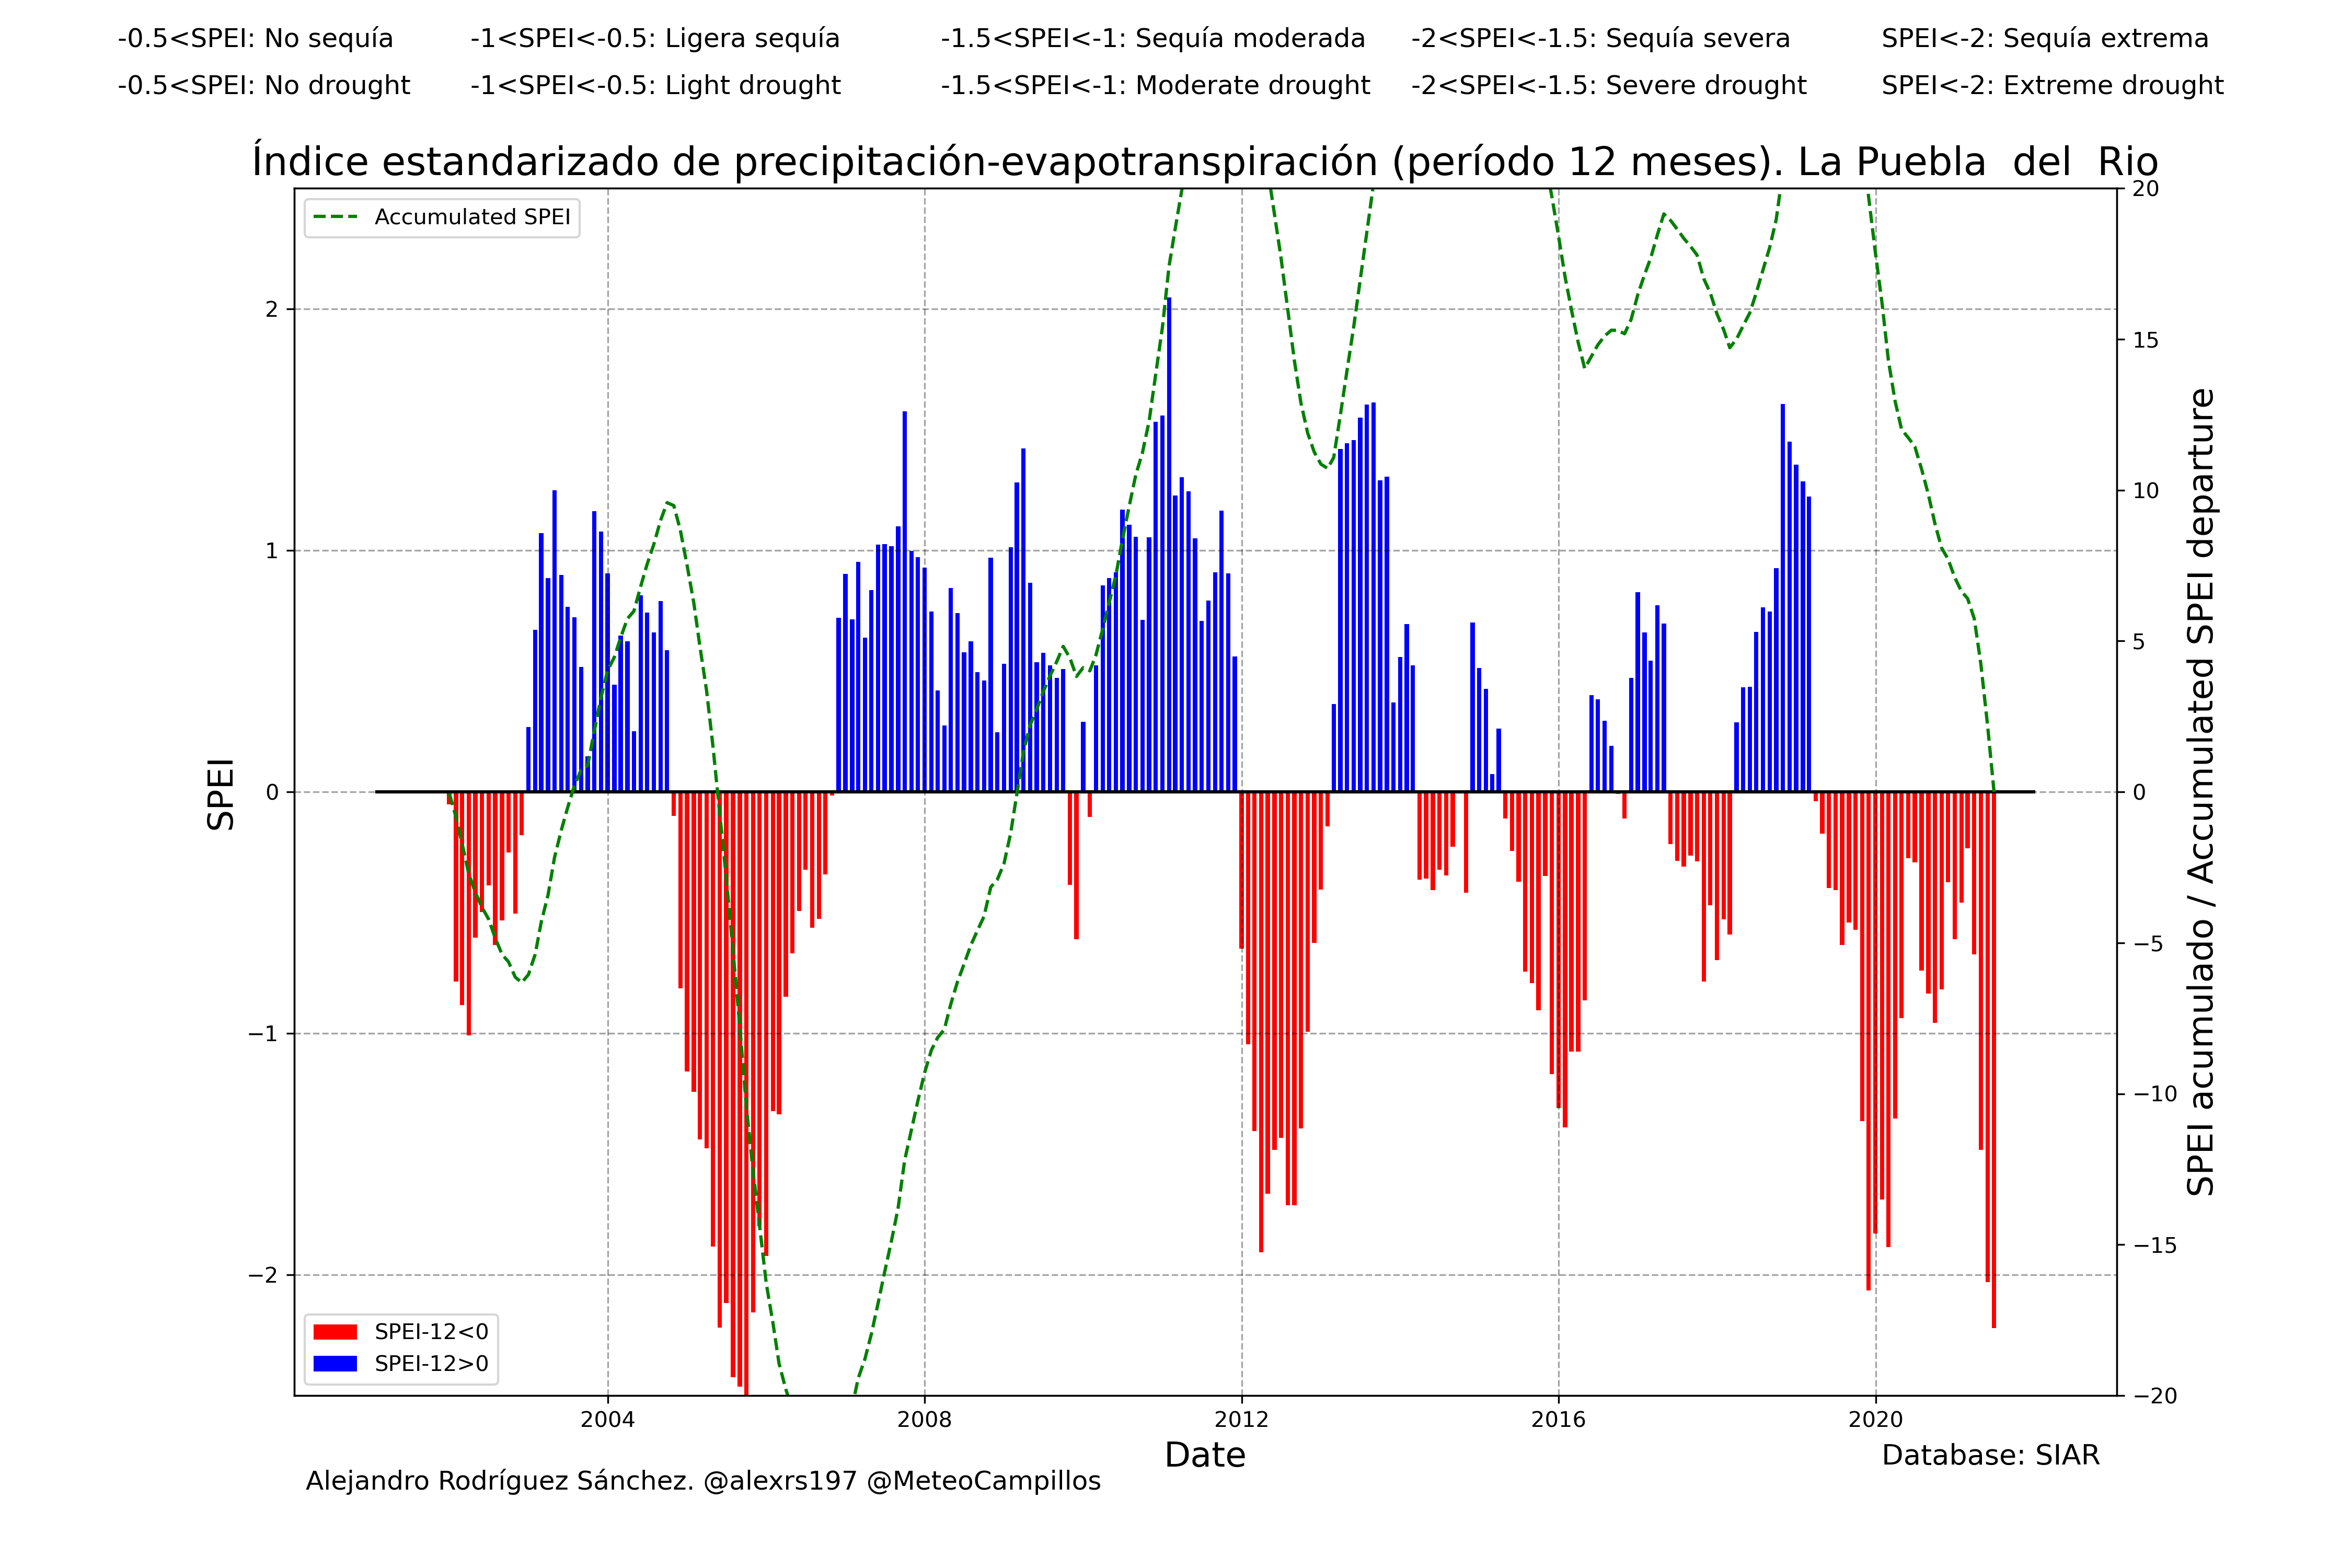 -0.5<SPEI: No sequía -1<SPEI<-0.5: Ligera sequía -1.5<SPEI<-1: Sequía moderada -2<SPEI<-1.5: Sequía severa SPEI<-2: Sequía extrema
-0.5<SPEI: No drought -1<SPEI<-0.5: Light drought -1.5<SPEI<-1: Moderate drought -2<SPEI<-1.5: Severe drought SPEI<-2: Extreme drought
Índice estandarizado de precipitación-evapotranspiración (período 12 meses). La Puebla  del  Rio
Accumulated SPEI
SPEI
2
1
0
−1
−2
20
15
10
5
0
−5
−10
−15
−20
SPEI acumulado / Accumulated SPEI departure
SPEI-12<0
SPEI-12>0
2004 2008 2012 2016 2020
Date
Database: SIAR
Alejandro Rodríguez Sánchez. @alexrs197 @MeteoCampillos